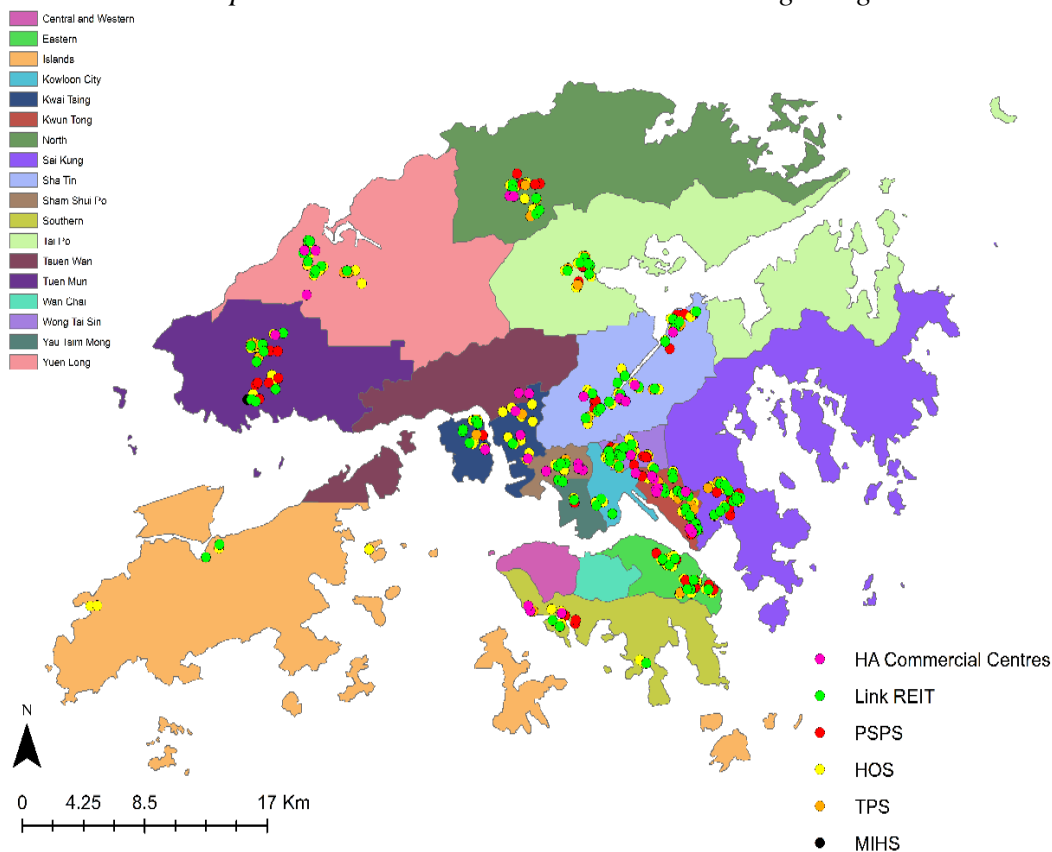 Central and Western
Eastern
Islands
Kowloon City
Kwai Tsing
Kwun Tong
North
Sai Kung
Sha Tin
Sham Shui Po
Southern
Tai Po
Tsuen Wan
Tuen Mun
Wan Chai
Wong Tai Sin
Yau Tsim Mong
Yuen Long
HA Commercial Centres
Link REIT
PSPS
HOS
TPS
MIHS
N
0 4.25 8.5 17 Km